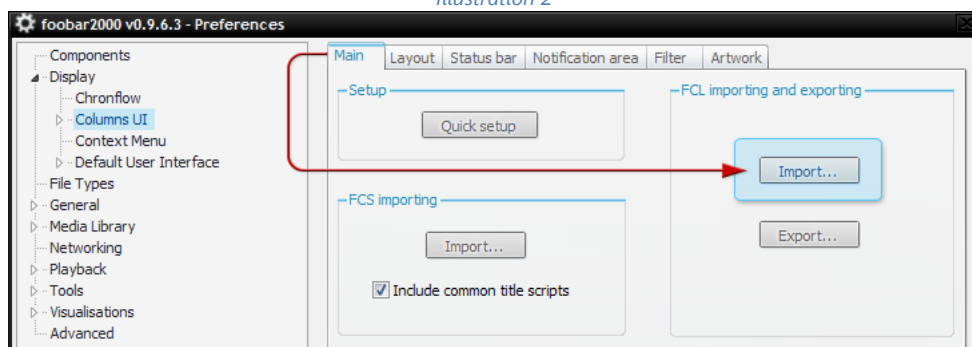 Illustration 2
foobar2000 v0.9.6.3 - Preferences
Components
Display
Chronflow
Columns UI
Context Menu
Default User Interface
File Types
General
Media Library
Networking
Playback
Tools
Visualisations
Advanced
Main Layout Status bar Notification area Filter Artwork
Setup
Quick setup
FCS importing
Import...
Include common title scripts
FCL importing and exporting
Import...
Export...